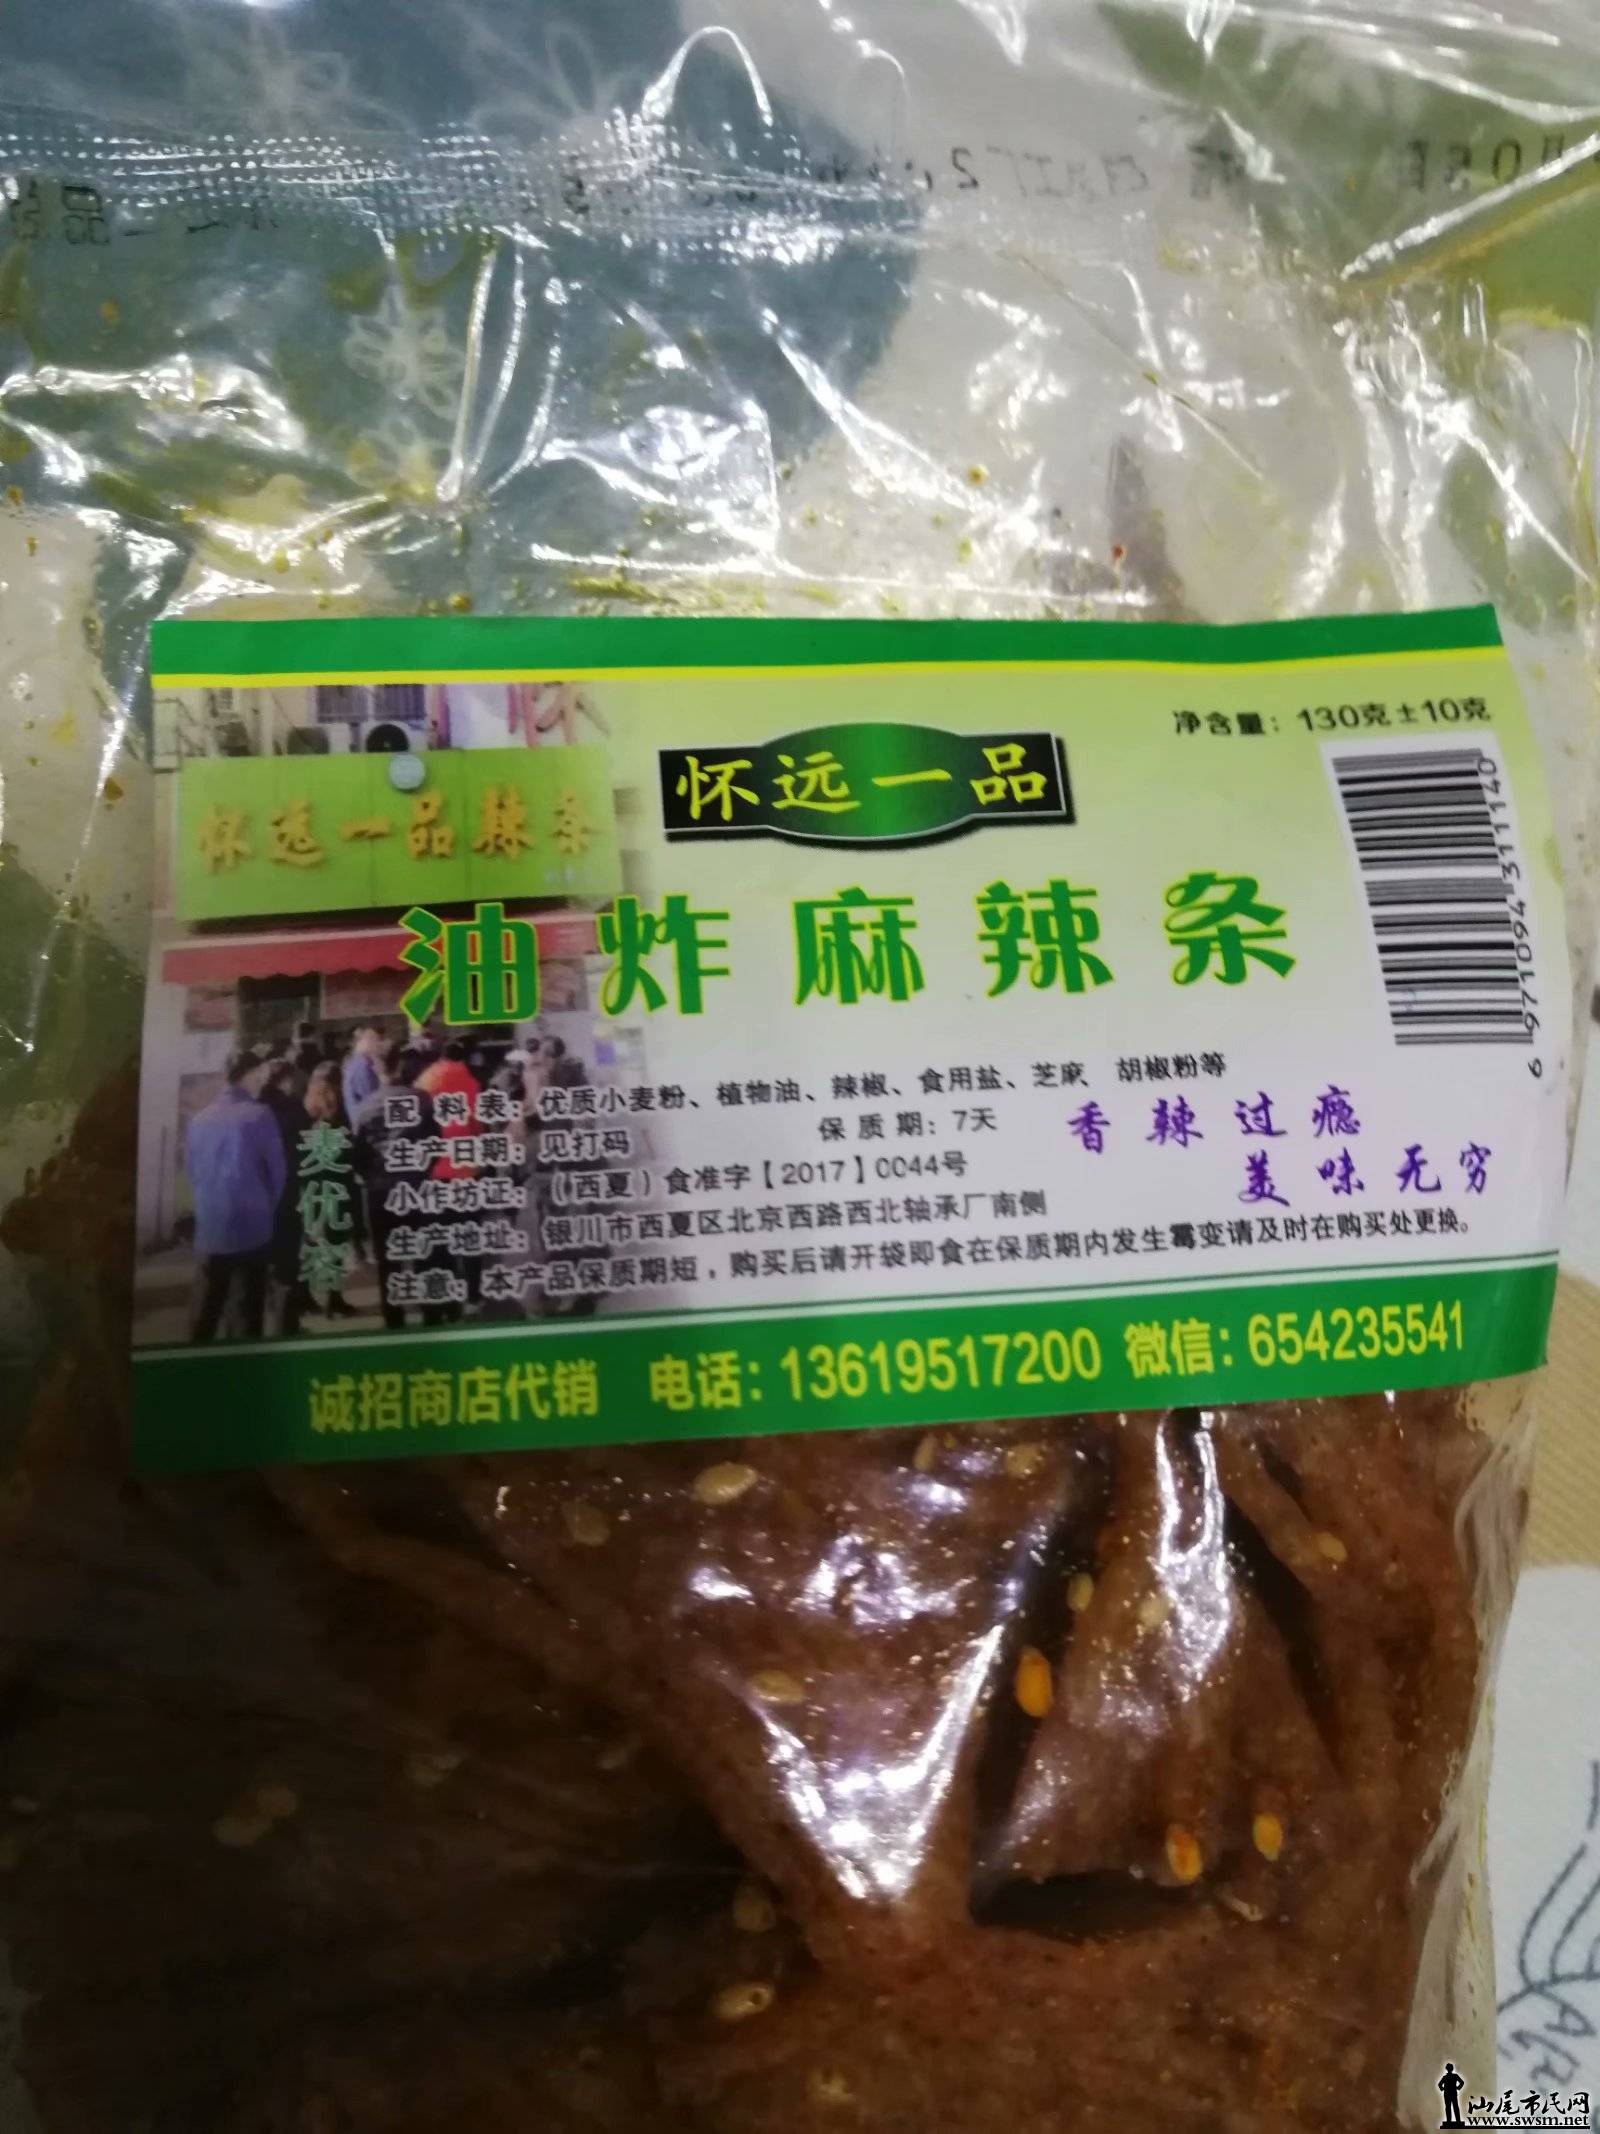 净含量：130克±10克
怀远一品
怀远一品辣条
油炸麻辣条
6971094311140
配料表：优质小麦粉、植物油、辣椒、食用盐、芝麻、胡椒粉等
生产日期：见打码
保质期：7天
小作坊证：（西夏）食准字【2017】0044号
生产地址：银川市西夏区北京西路西北轴承厂南侧
注意：本产品保质期短，购买后请开袋即食在保质期内发生霉变请及时在购买处更换。
香辣过瘾
美味无穷
麦优客
诚招商店代销 电话：13619517200 微信：654235541
汕尾市民网
www.swsm.net